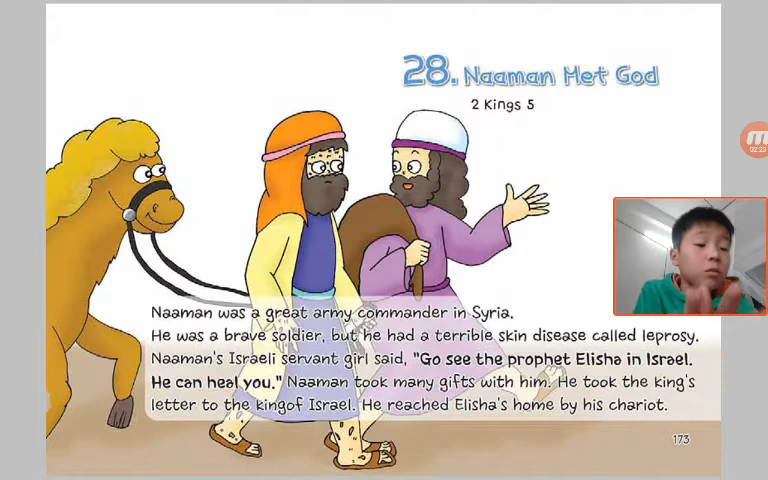 28. Naaman Met God
2 Kings 5
Naaman was a great army commander in Syria.
He was a brave soldier, but he had a terrible skin disease called leprosy.
Naaman's Israeli servant girl said, "Go see the prophet Elisha in Israel.
He can heal you." Naaman took many gifts with him. He took the king's
letter to the kingof Israel. He reached Elisha's home by his chariot.
173
02:23